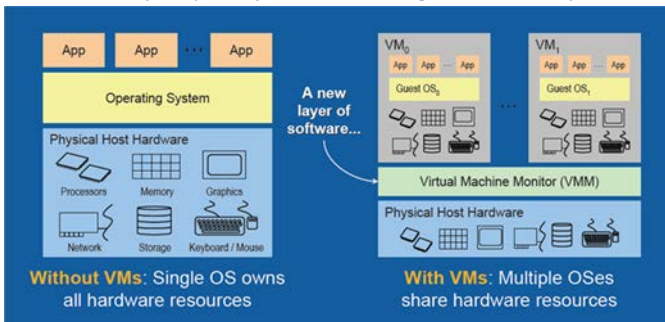 App App ... App
Operating System
Physical Host Hardware
Processors Memory Graphics
Network Storage Keyboard / Mouse
Without VMs: Single OS owns
all hardware resources
A new
layer of
software...
VM0
App App ... App
Guest OS0
...
VM1
App App ... App
Guest OS1
Virtual Machine Monitor (VMM)
Physical Host Hardware
With VMs: Multiple OSes
share hardware resources